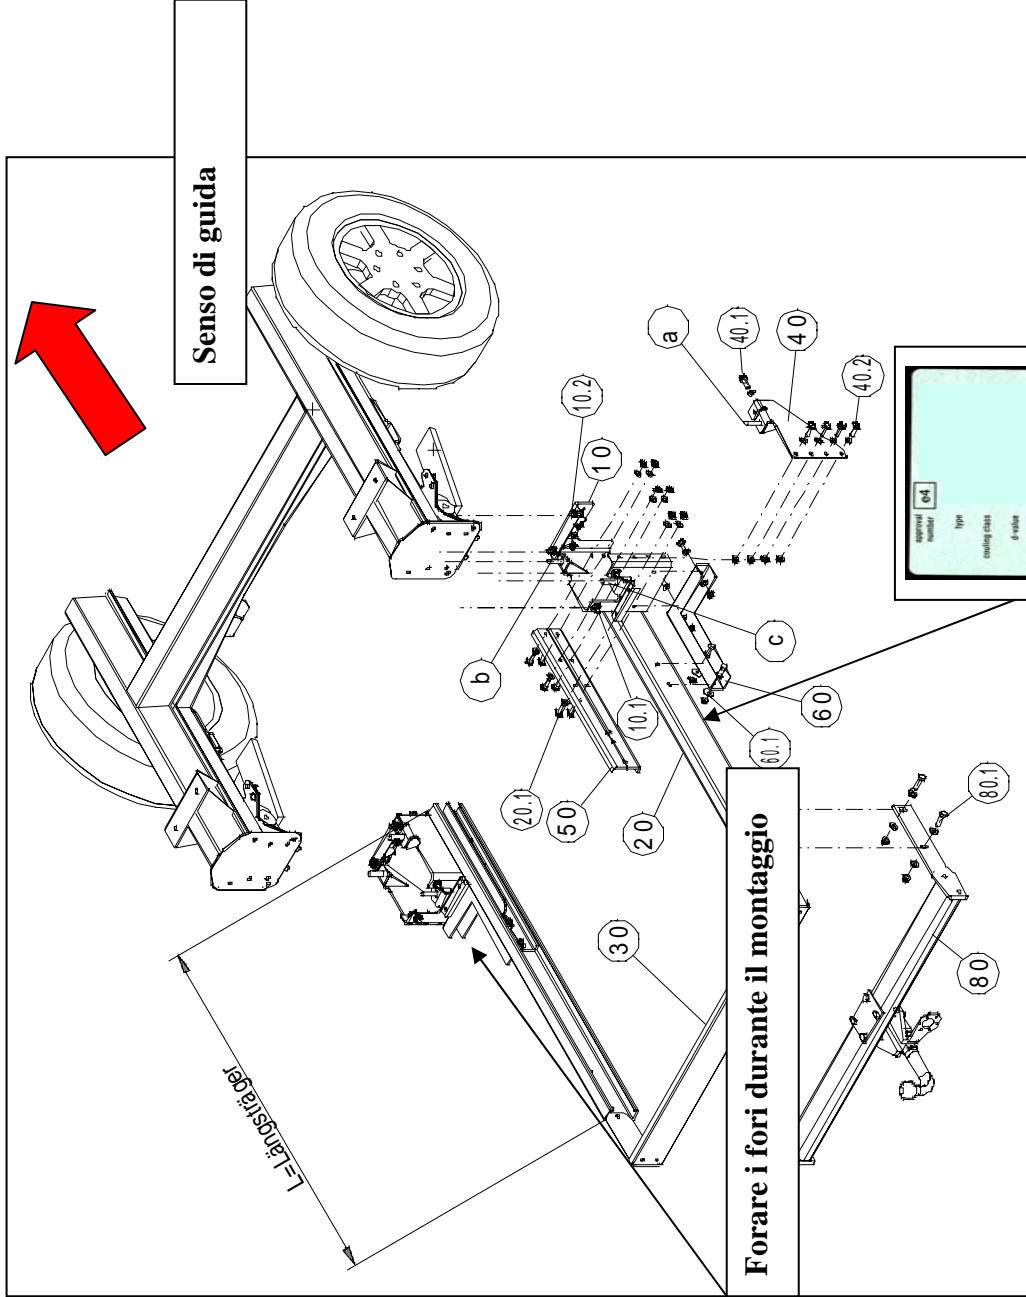 Senso di guida
L=Längsträger
Forare i fori durante il montaggio
a
40.1
40
40.2
10.2
10
b
c
10.1
20.1
50
20
60.1
60
30
80.1
80
approval
number
e4
type
couling class
d-value